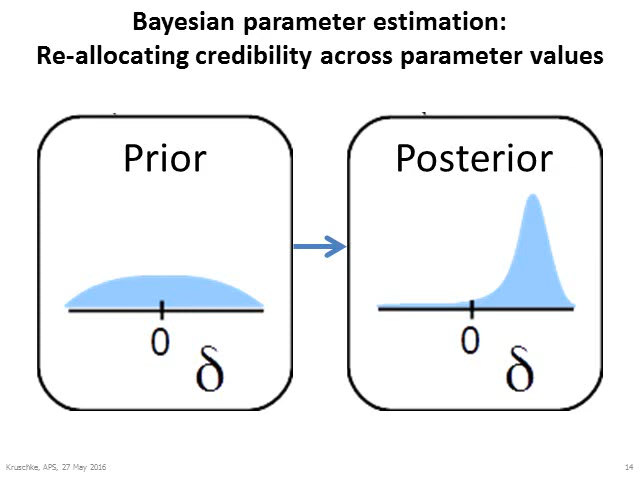 Bayesian parameter estimation:
Re-allocating credibility across parameter values
Prior
Posterior
0
δ
0
δ
Kruschke, APS, 27 May 2016
14